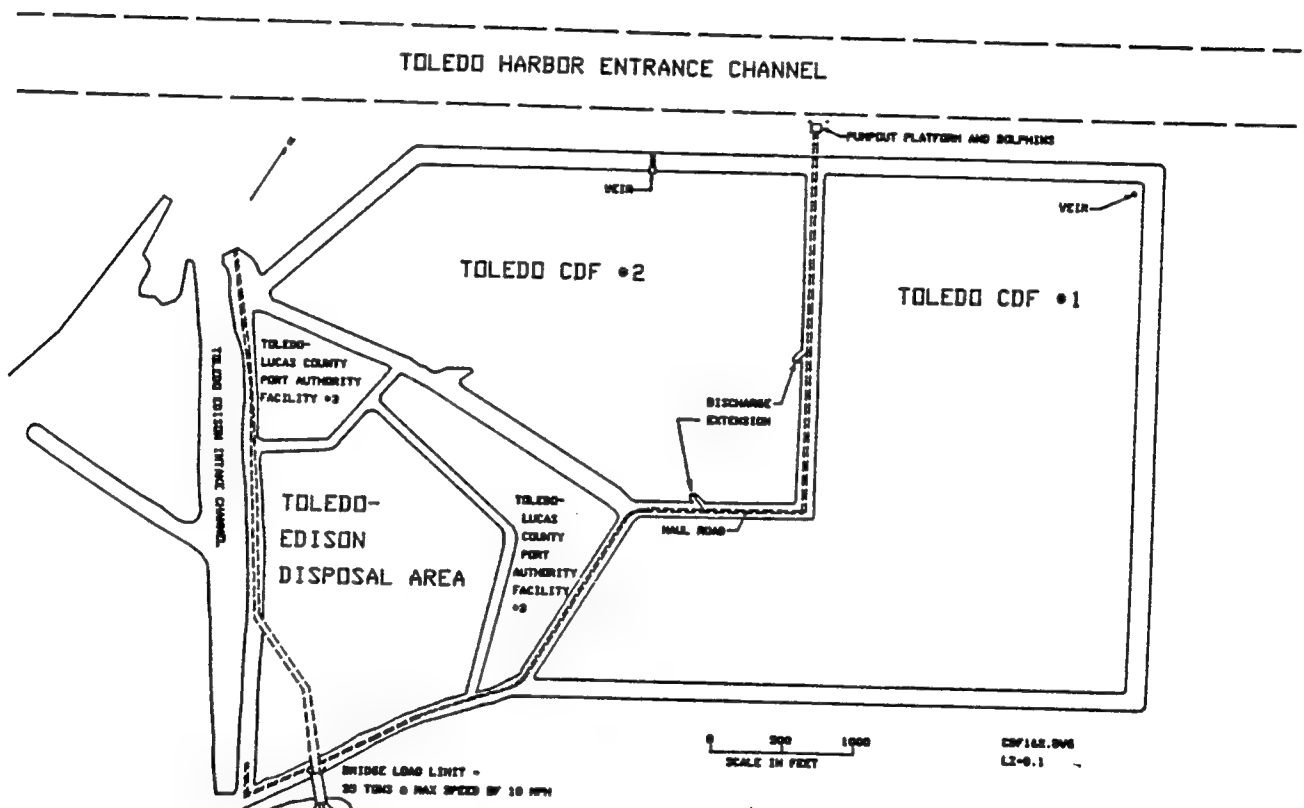 TOLEDO HARBOR ENTRANCE CHANNEL
PUMPOUT PLATFORM AND DOLPHINS
WEIR
WEIR
TOLEDO CDF #2
TOLEDO CDF #1
TOLEDO-
LUCAS COUNTY
PORT AUTHORITY
FACILITY #3
TOLEDO EDISON INTAKE CHANNEL
DISCHARGE
EXTENSION
TOLEDO-
EDISON
DISPOSAL AREA
TOLEDO-
LUCAS
COUNTY
PORT
AUTHORITY
FACILITY
#3
HAUL ROAD
0 500 1000
SCALE IN FEET
LZ-0.1
BRIDGE LOAD LIMIT -
TONS @ MAX SPEED OF 10 MPH